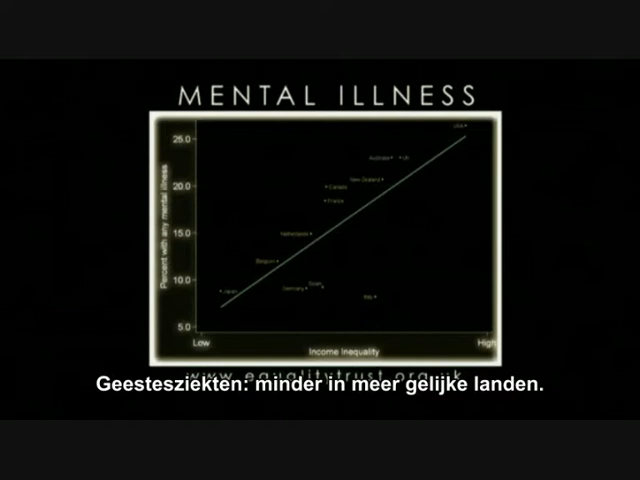 MENTAL ILLNESS
USA
25.0
Australia
UK
New Zealand
20.0
Canada
France
Percent with any mental illness
15.0
Netherlands
Belgium
10.0
Japan
Germany
Spain
Italy
5.0
Low
High
Income Inequality
www.equalitytrust.org.uk
Geestesziekten: minder in meer gelijke landen.